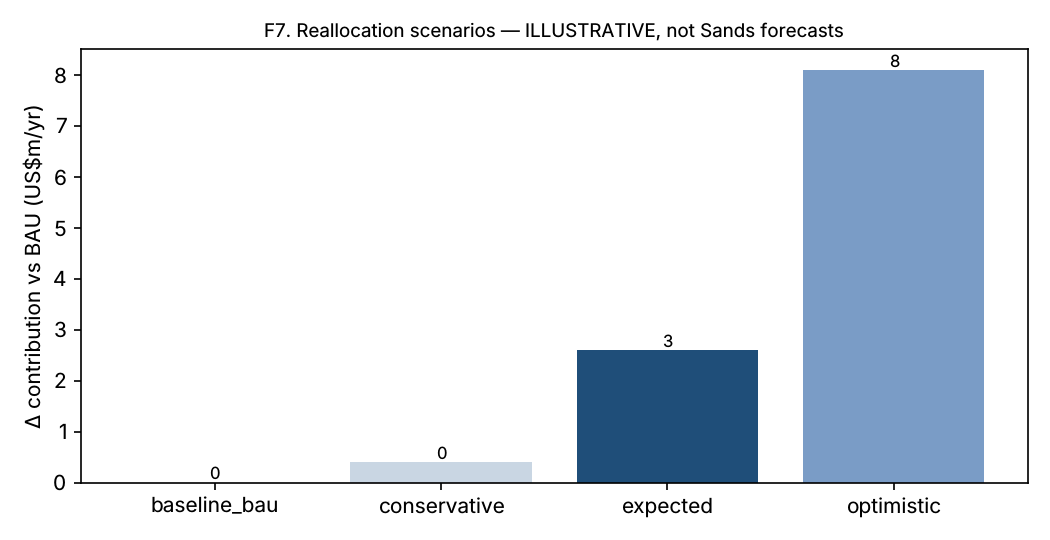 F7. Reallocation scenarios — ILLUSTRATIVE, not Sands forecasts
Δ contribution vs BAU (US$m/yr)
8
7
6
5
4
3
2
1
0
0
0
3
8
baseline_bau
conservative
expected
optimistic